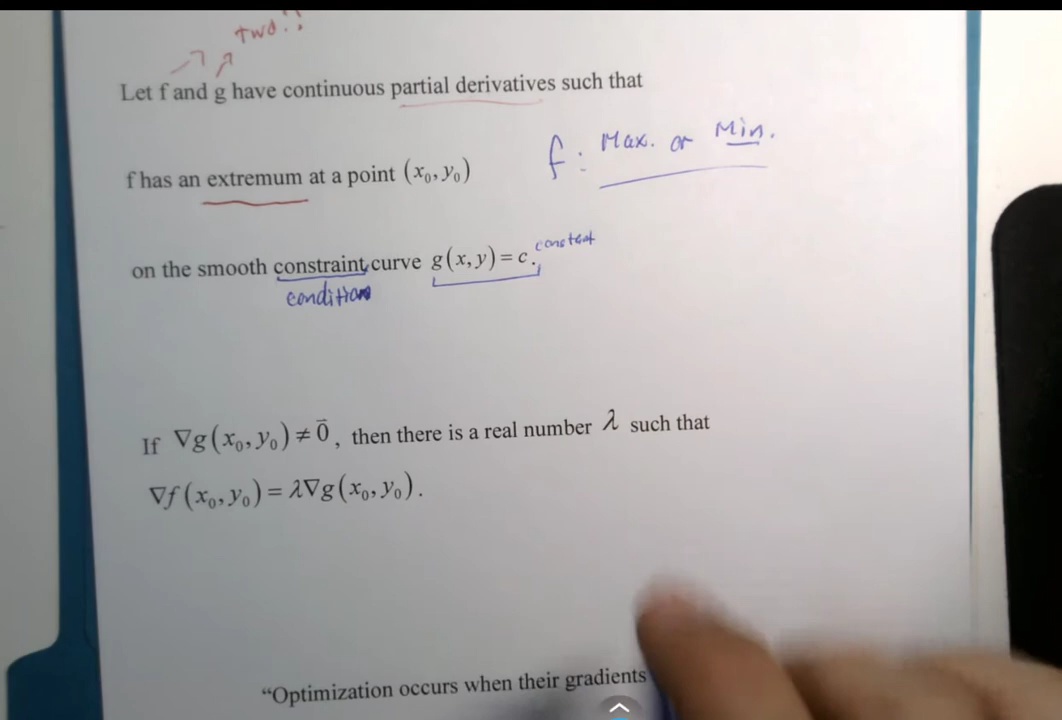 two!!
Let f and g have continuous partial derivatives such that
f: Max. or Min.
f has an extremum at a point (x₀, y₀)
constant
on the smooth constraint curve g(x, y) = c.
condition
If ∇g(x₀, y₀) ≠ 0⃗, then there is a real number λ such that
∇f(x₀, y₀) = λ∇g(x₀, y₀).
“Optimization occurs when their gradients